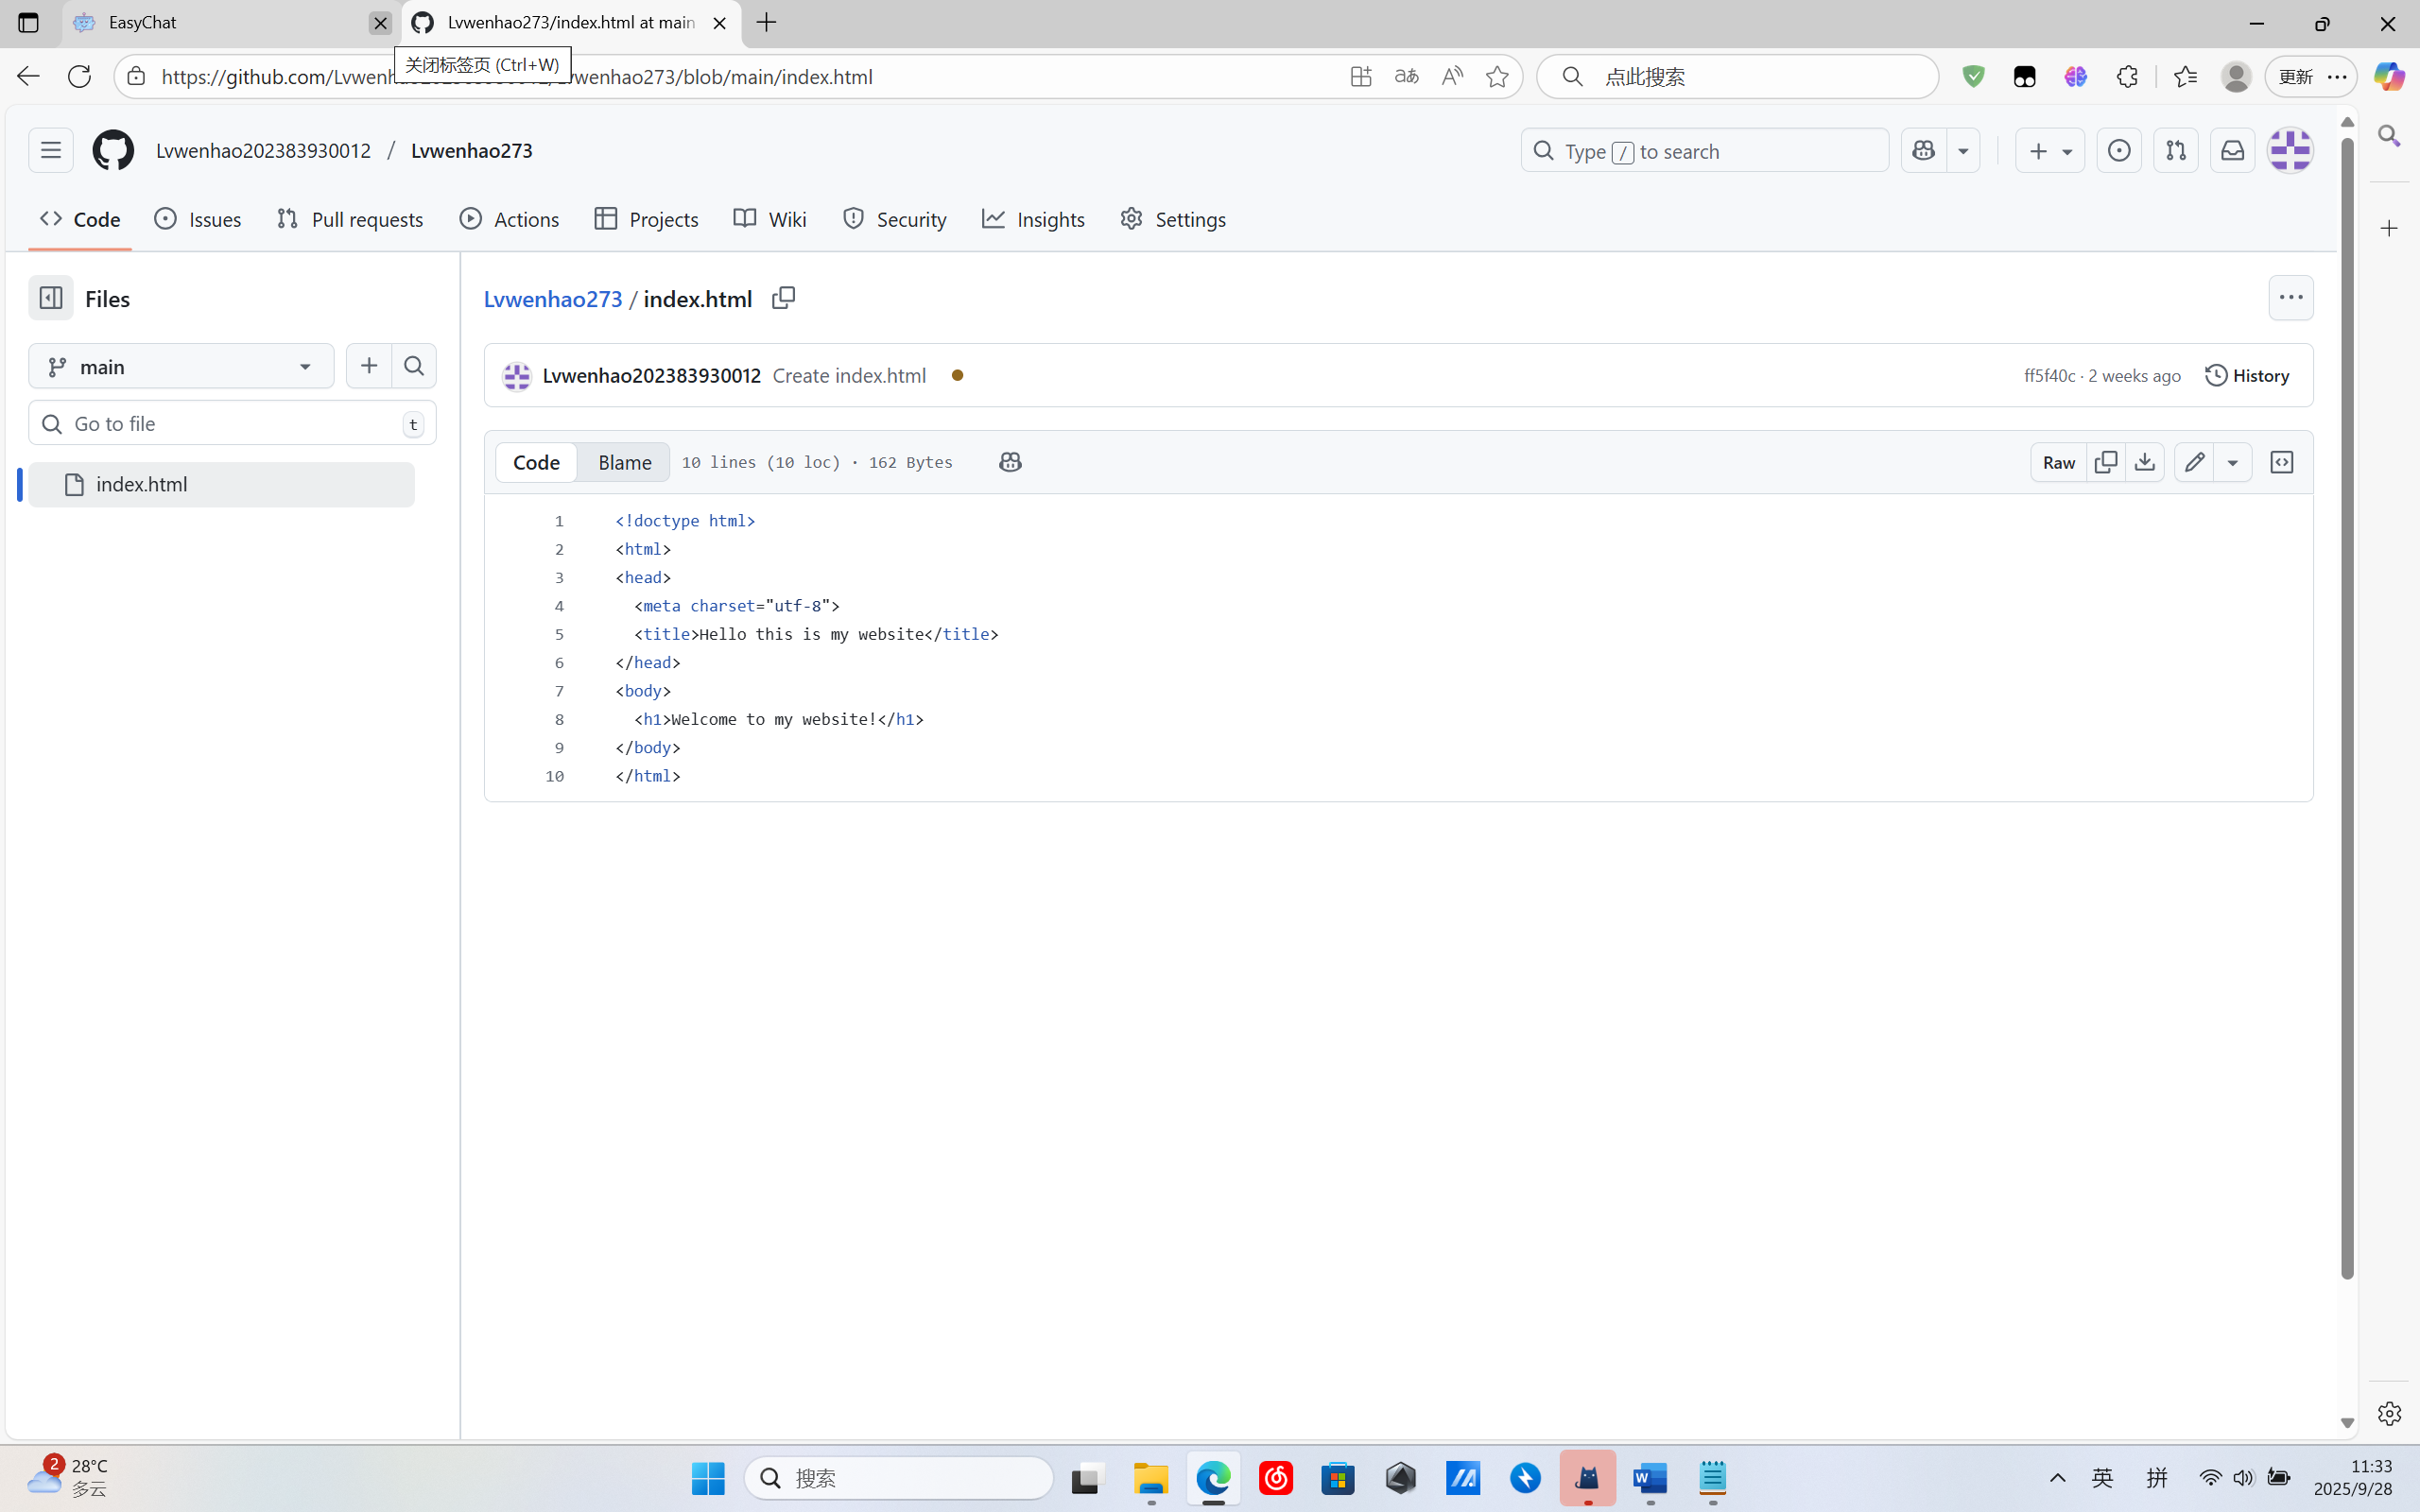 EasyChat
Lvwenhao273/index.html at main
关闭标签页 (Ctrl+W)
https://github.com/Lvwenh
wenhao273/blob/main/index.html
点此搜索
更新
Lvwenhao202383930012 / Lvwenhao273
Type / to search
Code
Issues
Pull requests
Actions
Projects
Wiki
Security
Insights
Settings
Files
main
Go to file
t
index.html
Lvwenhao273 / index.html
Lvwenhao202383930012 Create index.html
ff5f40c · 2 weeks ago
History
Code
Blame
10 lines (10 loc) · 162 Bytes
Raw
1 <!doctype html>
2 <html>
3 <head>
4 <meta charset="utf-8">
5 <title>Hello this is my website</title>
6 </head>
7 <body>
8 <h1>Welcome to my website!</h1>
9 </body>
10 </html>
2
28°C
多云
搜索
英
拼
11:33
2025/9/28